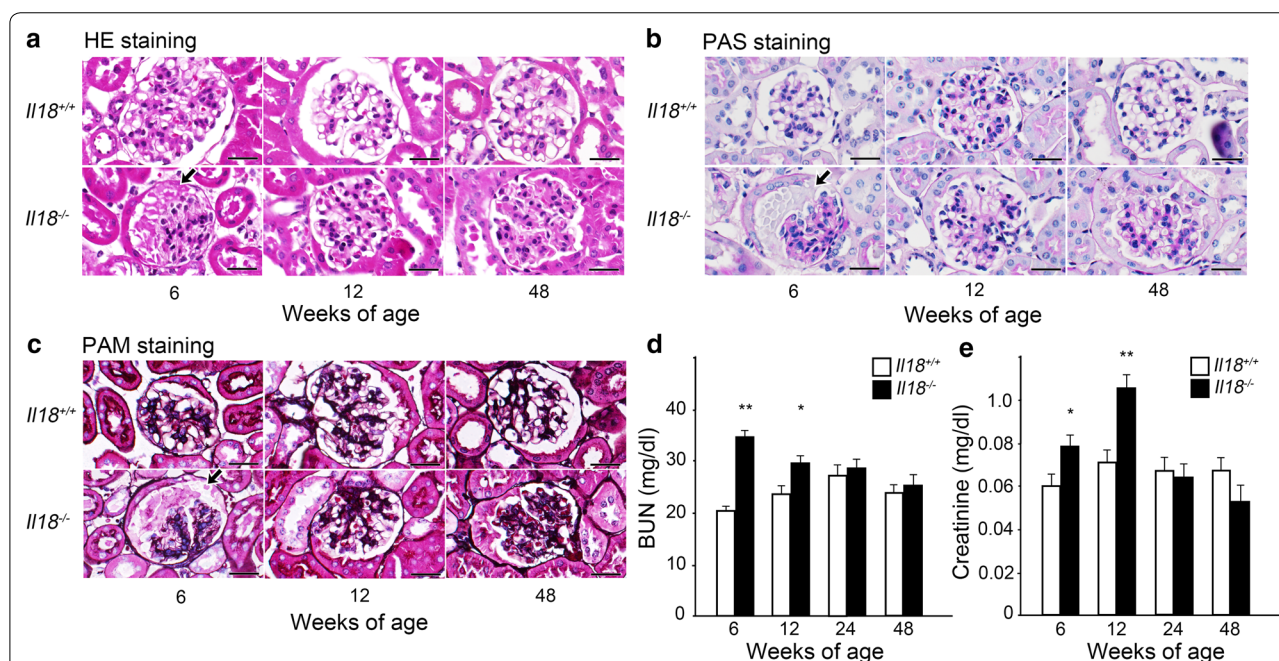 a HE staining
Il18+/+
Il18-/-
6 12 48
Weeks of age
b PAS staining
Il18+/+
Il18-/-
6 12 48
Weeks of age
c PAM staining
Il18+/+
Il18-/-
6 12 48
Weeks of age
d
Il18+/+
Il18-/-
BUN (mg/dl)
40
30
20
10
0
** *
6 12 24 48
Weeks of age
e
Il18+/+
Il18-/-
Creatinine (mg/dl)
1.0
0.08
0.06
0.04
0.02
0
* **
6 12 24 48
Weeks of age